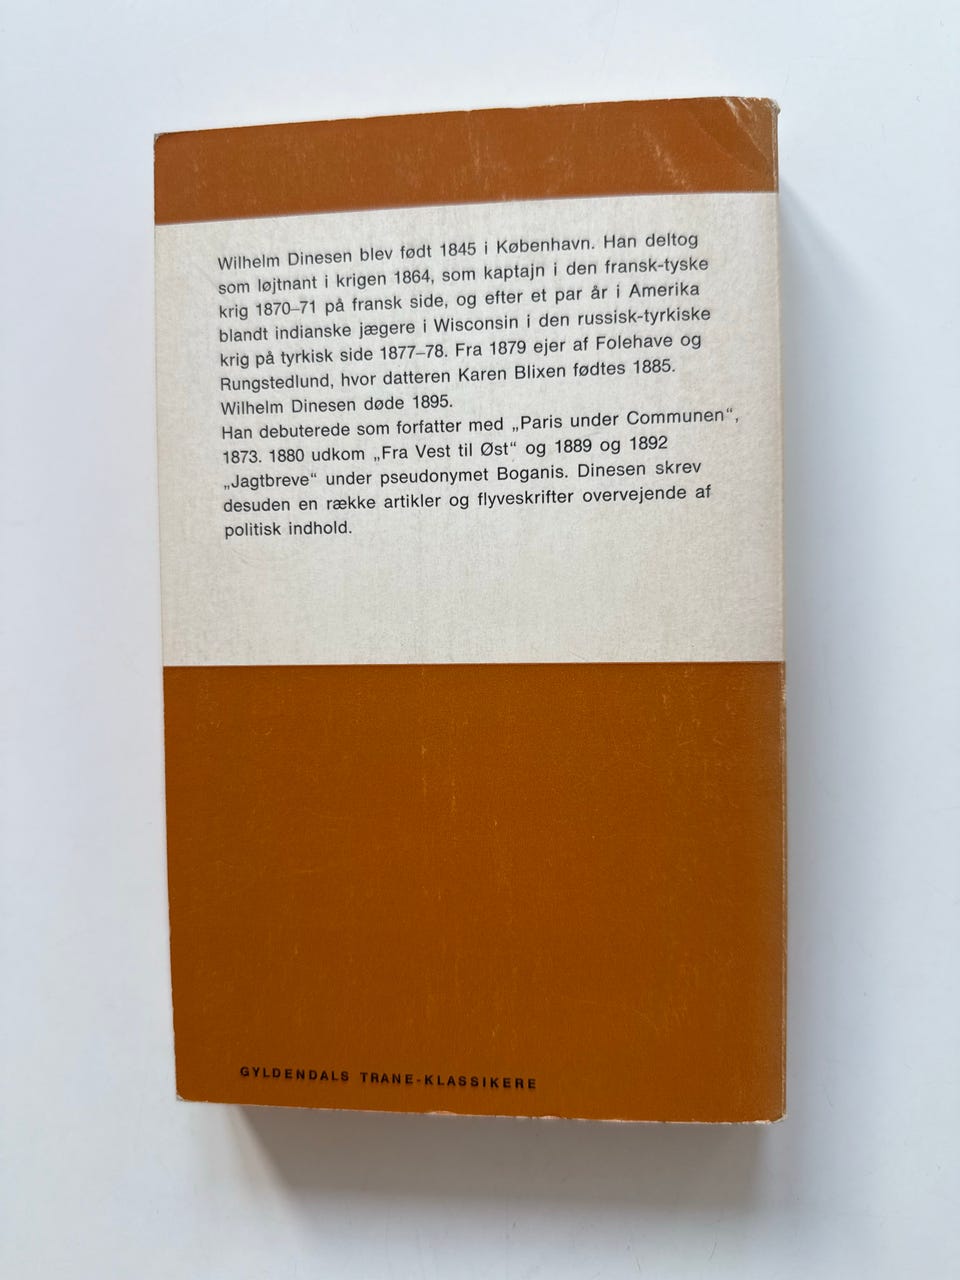 Wilhelm Dinesen blev født 1845 i København. Han deltog
som løjtnant i krigen 1864, som kaptajn i den fransk-tyske
krig 1870–71 på fransk side, og efter et par år i Amerika
blandt indianske jægere i Wisconsin i den russisk-tyrkiske
krig på tyrkisk side 1877–78. Fra 1879 ejer af Folehave og
Rungstedlund, hvor datteren Karen Blixen fødtes 1885.
Wilhelm Dinesen døde 1895.
Han debuterede som forfatter med „Paris under Communen“,
1873. 1880 udkom „Fra Vest til Øst“ og 1889 og 1892
„Jagtbreve“ under pseudonymet Boganis. Dinesen skrev
desuden en række artikler og flyveskrifter overvejende af
politisk indhold.
GYLDENDALS TRANE-KLASSIKERE